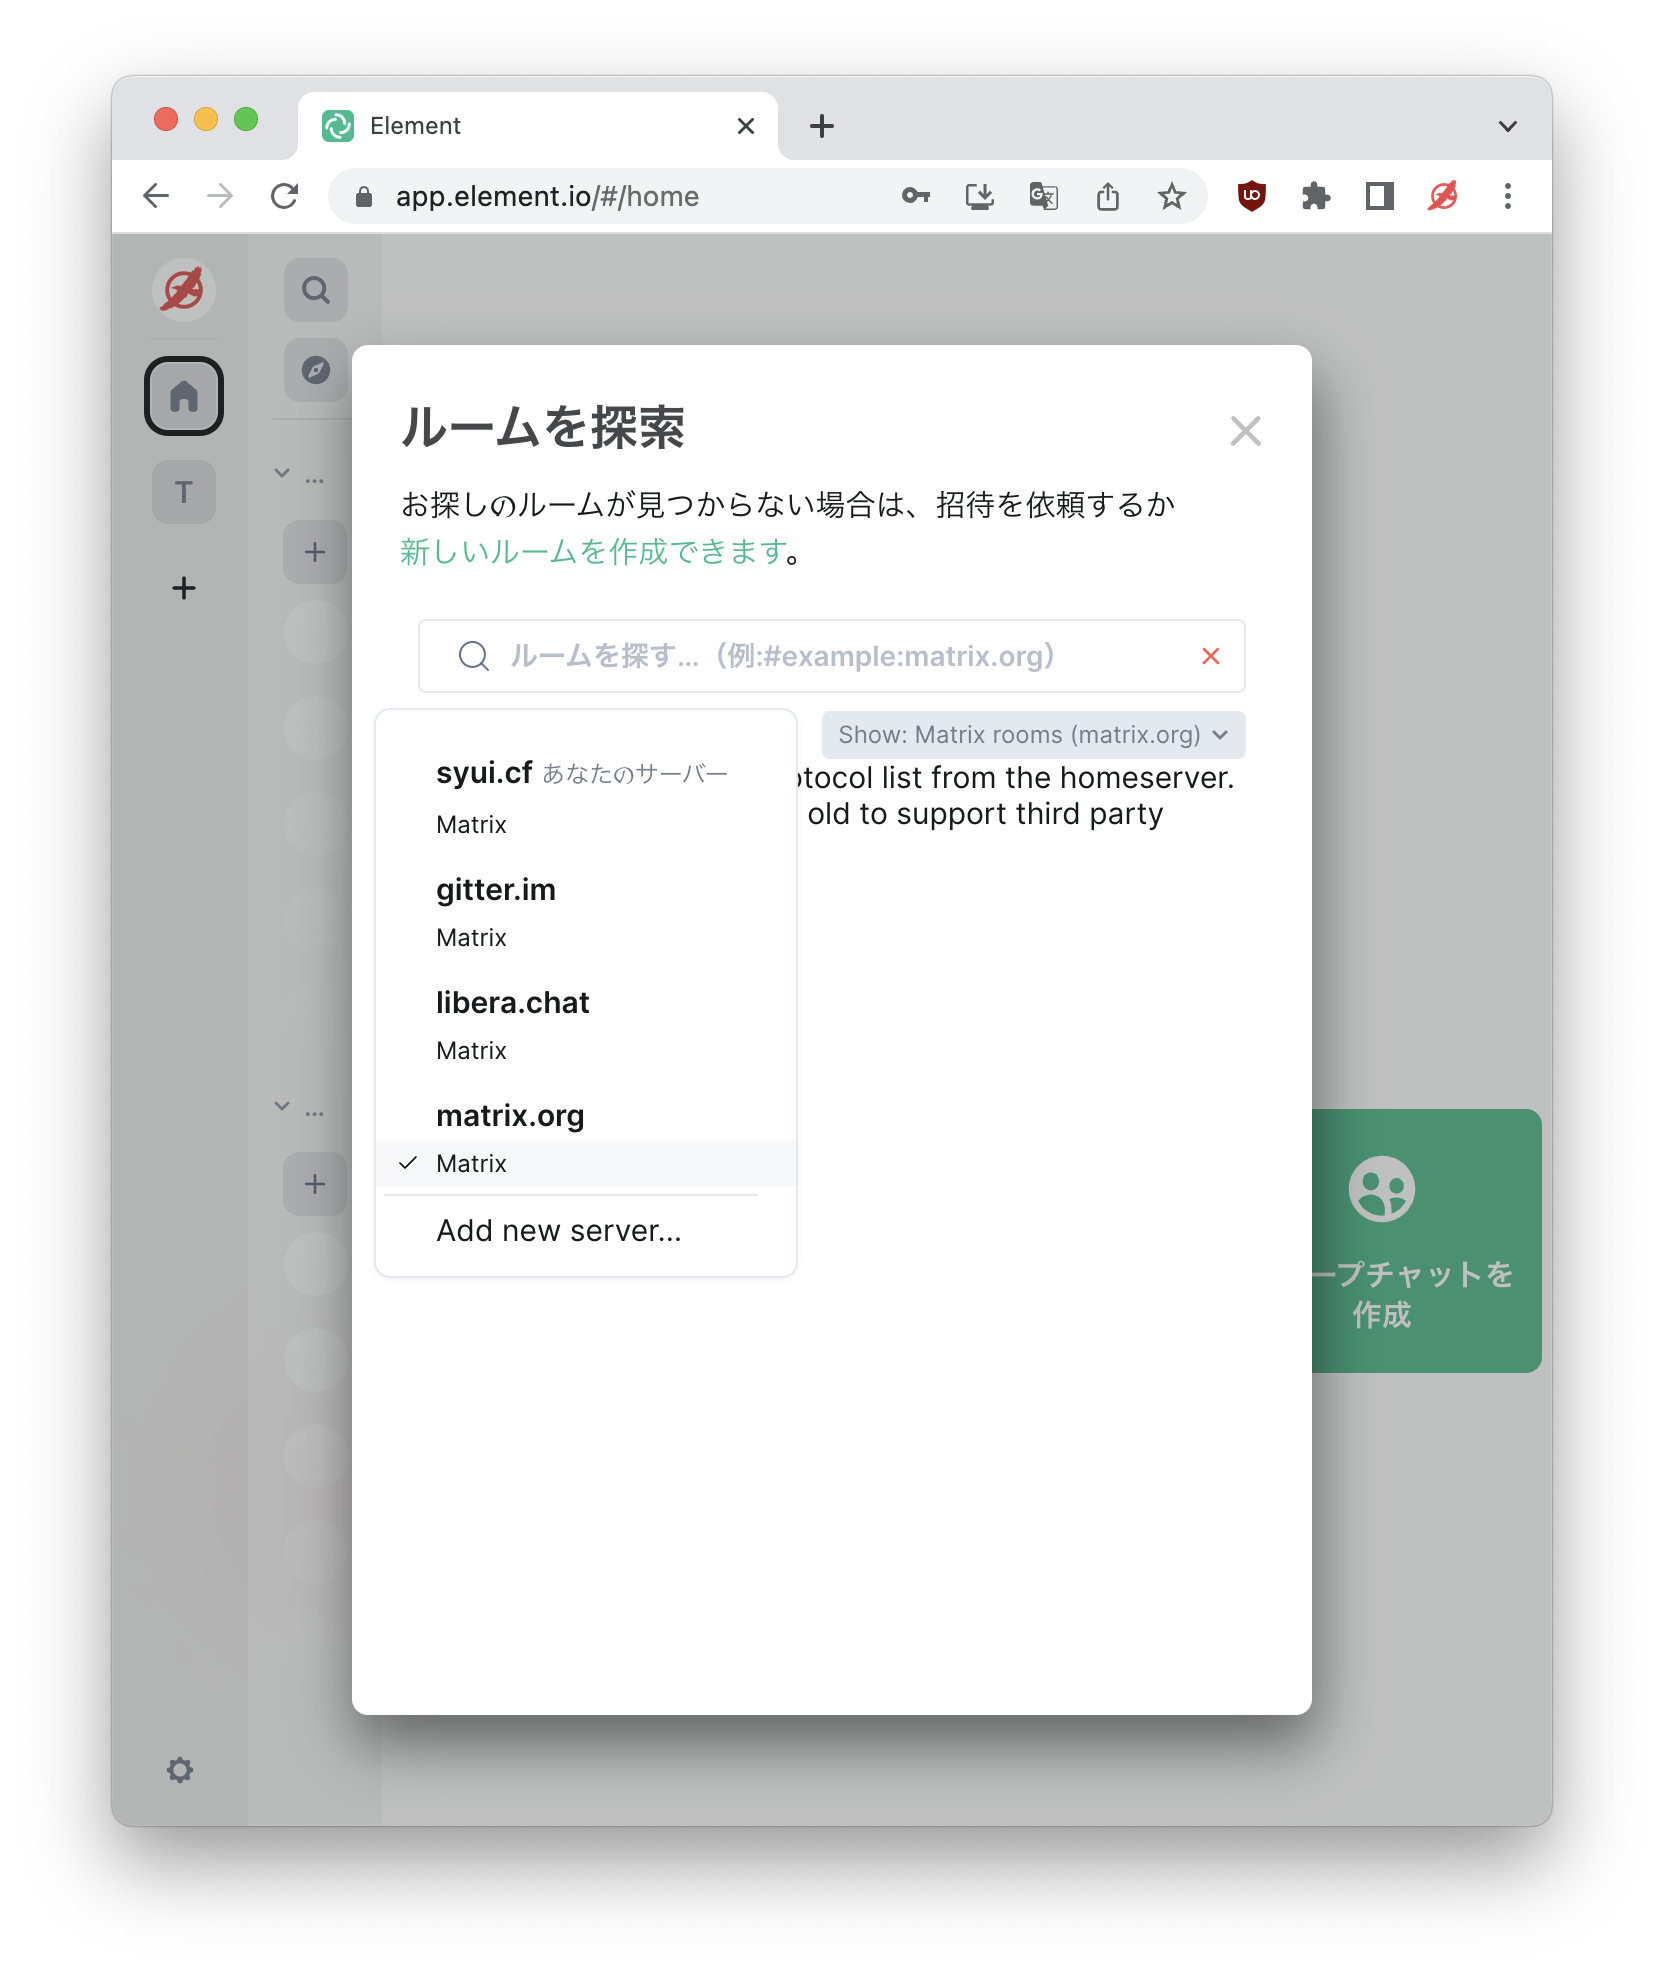 Element
app.element.io/#/home
T
ルームを探索
お探しのルームが見つからない場合は、招待を依頼するか
新しいルームを作成できます。
...
ルームを探す... (例:#example:matrix.org)
Show: Matrix rooms (matrix.org)
list from the homeserver.
old to support third party
syui.cf あなたのサーバー
Matrix
gitter.im
Matrix
libera.chat
Matrix
matrix.org
Matrix
Add new server...
...
ープチャットを
作成